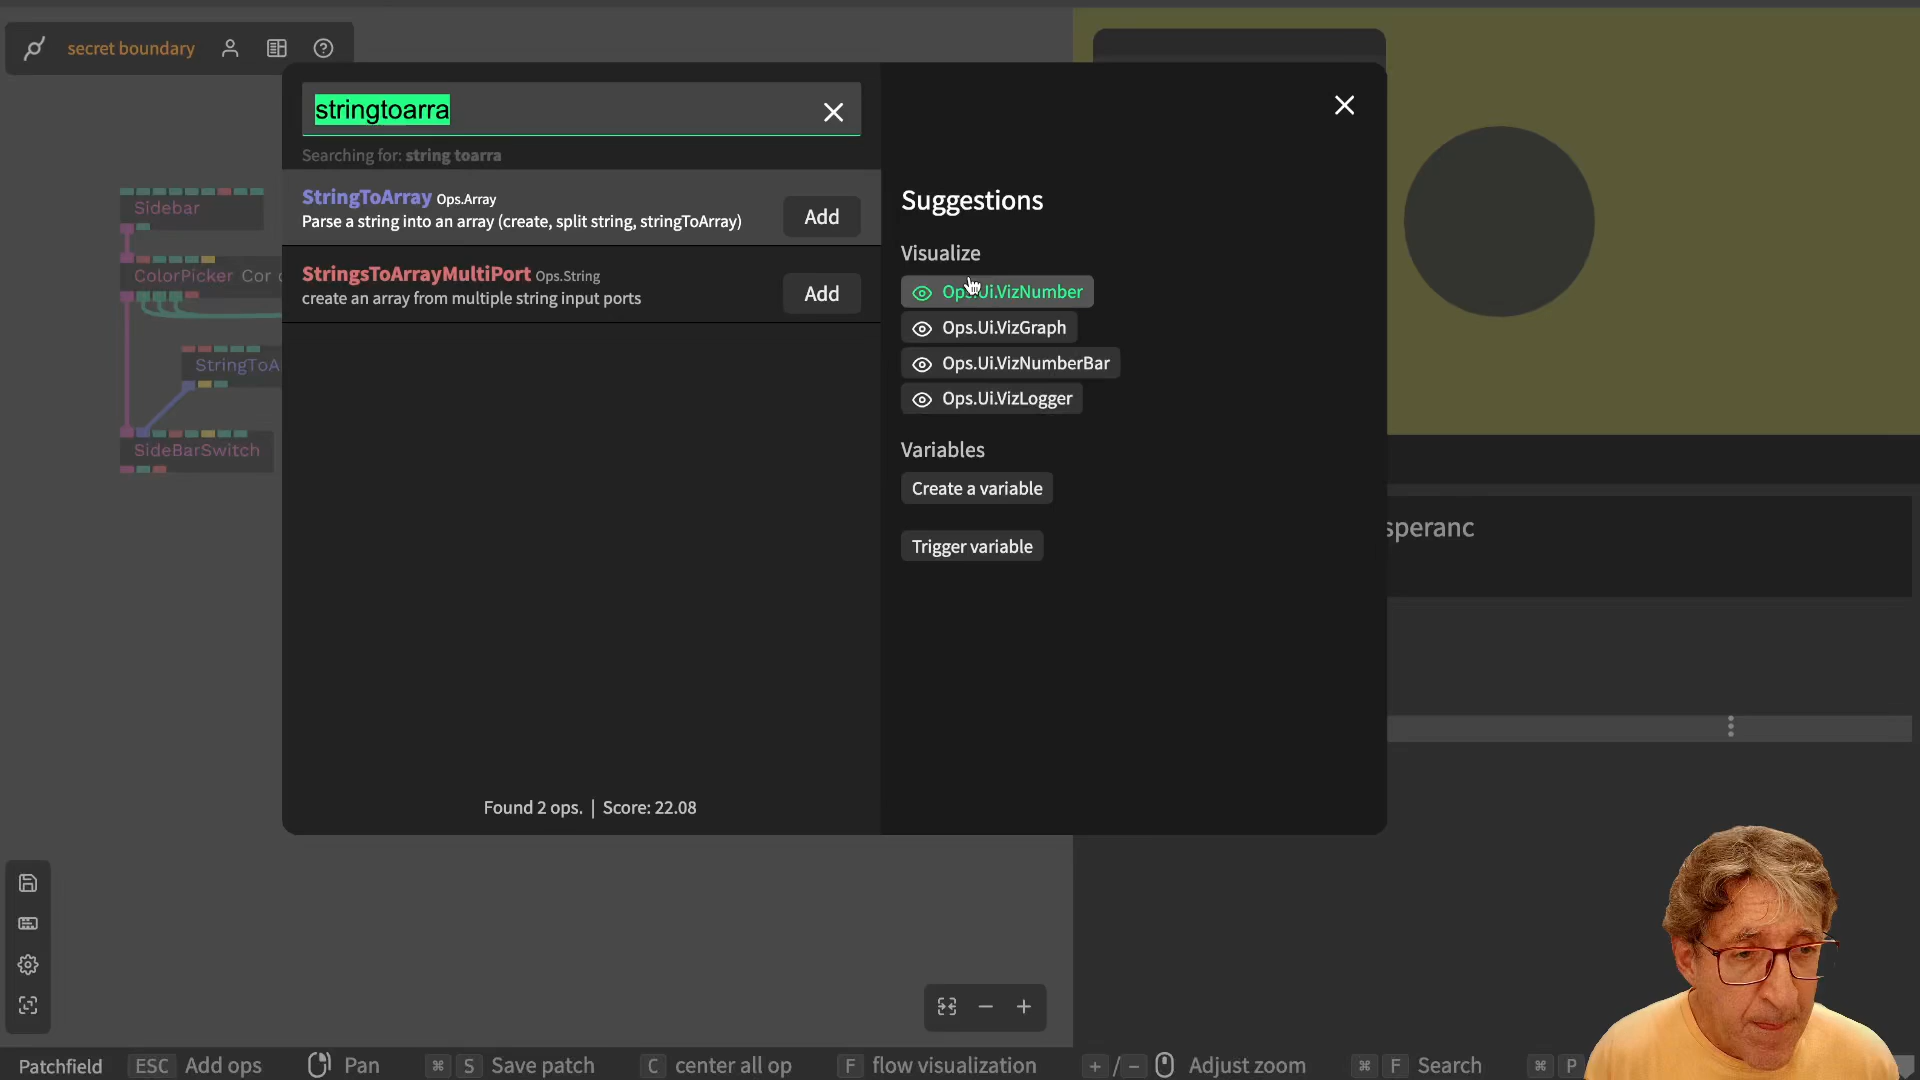 secret boundary
stringtoarra
Searching for: string toarra
StringToArray Ops.Array
Parse a string into an array (create, split string, stringToArray)
Add
StringsToArrayMultiPort Ops.String
create an array from multiple string input ports
Add
Found 2 ops. | Score: 22.08
Suggestions
Visualize
Ops.Ui.VizNumber
Ops.Ui.VizGraph
Ops.Ui.VizNumberBar
Ops.Ui.VizLogger
Variables
Create a variable
Trigger variable
Sidebar
ColorPicker Cor
StringToA
SideBarSwitch
speranc
Patchfield ESC Add ops Pan ⌘ S Save patch C center all op F flow visualization + / − Adjust zoom ⌘ F Search ⌘ P